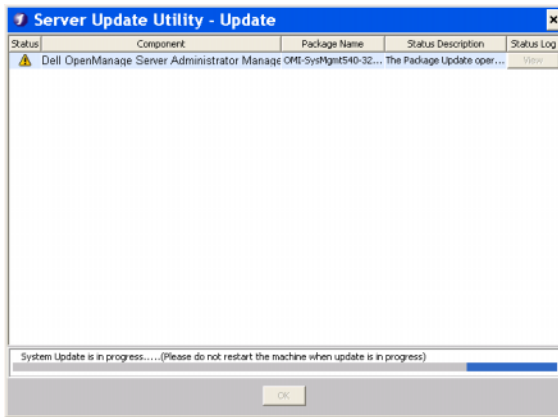 Server Update Utility - Update
Status Component Package Name Status Description Status Log
Dell OpenManage Server Administrator Manage OMI-SysMgmt540-32... The Package Update oper... View
System Update is in progress.....(Please do not restart the machine when update is in progress)
OK